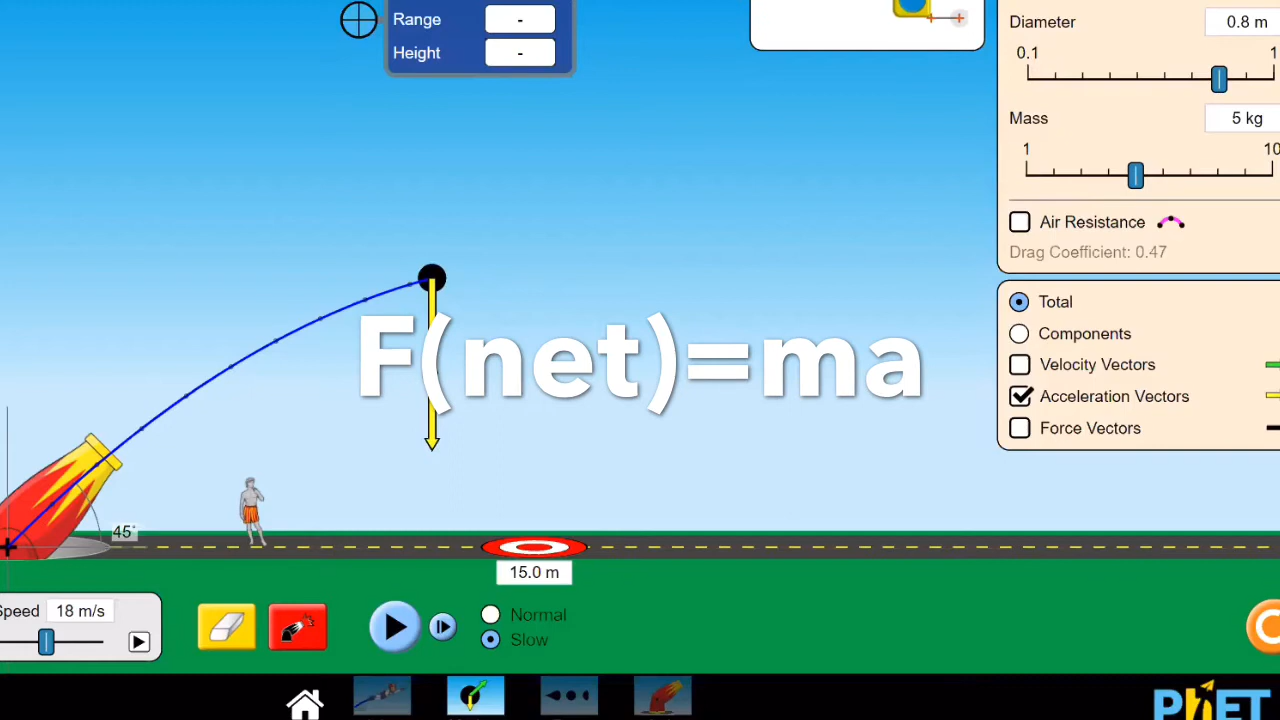 Range
-
Height
-
Diameter
0.8 m
0.1
1
Mass
5 kg
1
10
Air Resistance
Drag Coefficient: 0.47
Total
Components
Velocity Vectors
Acceleration Vectors
Force Vectors
F(net)=ma
45°
15.0 m
Speed
18 m/s
Normal
Slow
PhET